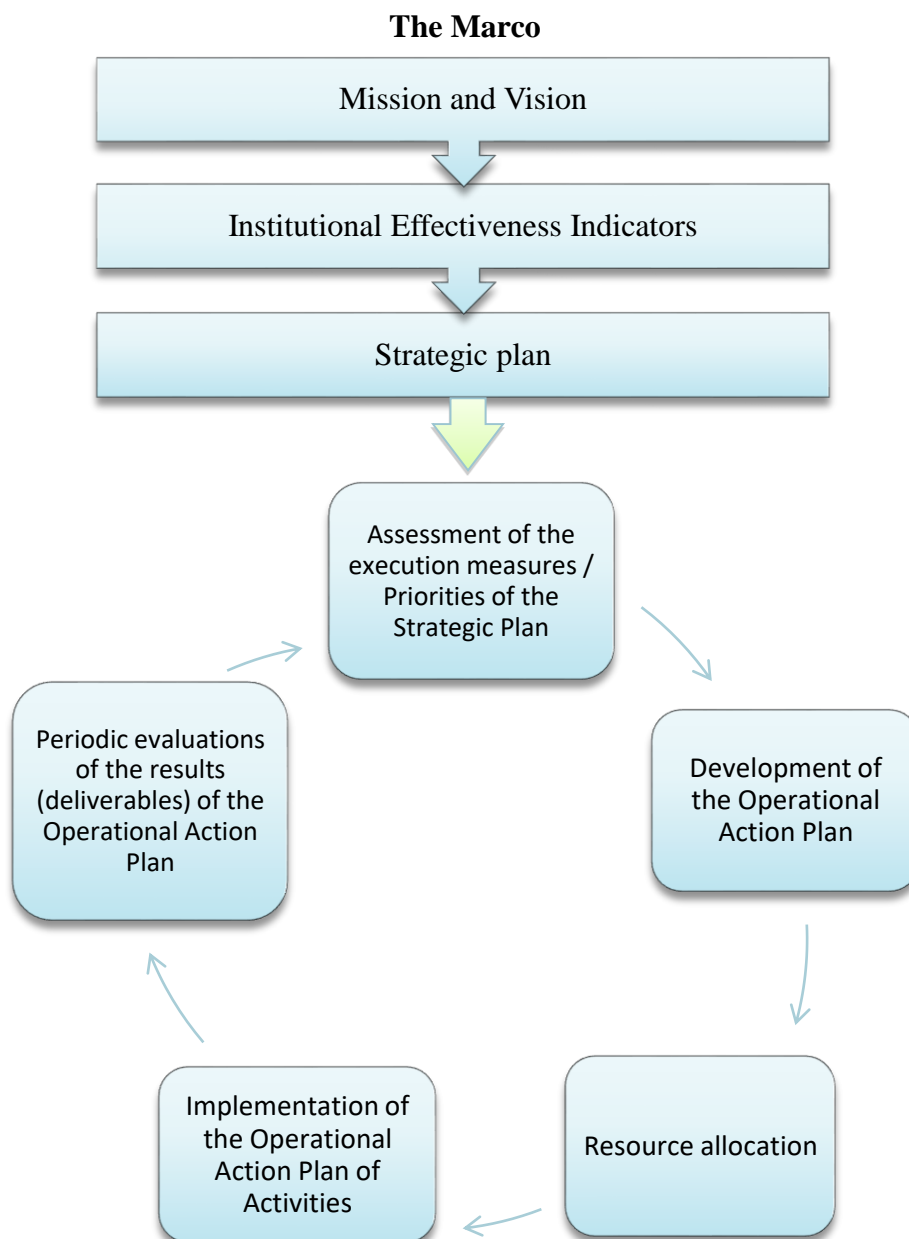 The Marco
Mission and Vision
Institutional Effectiveness Indicators
Strategic plan
Assessment of the
execution measures /
Priorities of the
Strategic Plan
Development of
the Operational
Action Plan
Resource allocation
Implementation of
the Operational
Action Plan of
Activities
Periodic evaluations
of the results
(deliverables) of the
Operational Action
Plan